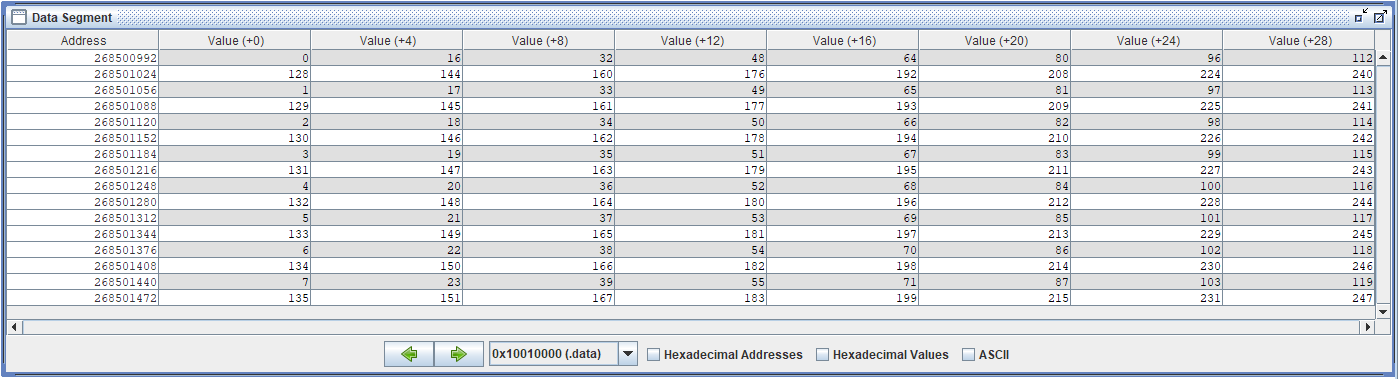 Data Segment
Address Value (+0) Value (+4) Value (+8) Value (+12) Value (+16) Value (+20) Value (+24) Value (+28)
268500992 0 16 32 48 64 80 96 112
268501024 128 144 160 176 192 208 224 240
268501056 1 17 33 49 65 81 97 113
268501088 129 145 161 177 193 209 225 241
268501120 2 18 34 50 66 82 98 114
268501152 130 146 162 178 194 210 226 242
268501184 3 19 35 51 67 83 99 115
268501216 131 147 163 179 195 211 227 243
268501248 4 20 36 52 68 84 100 116
268501280 132 148 164 180 196 212 228 244
268501312 5 21 37 53 69 85 101 117
268501344 133 149 165 181 197 213 229 245
268501376 6 22 38 54 70 86 102 118
268501408 134 150 166 182 198 214 230 246
268501440 7 23 39 55 71 87 103 119
268501472 135 151 167 183 199 215 231 247
0x10010000 (.data) Hexadecimal Addresses Hexadecimal Values ASCII